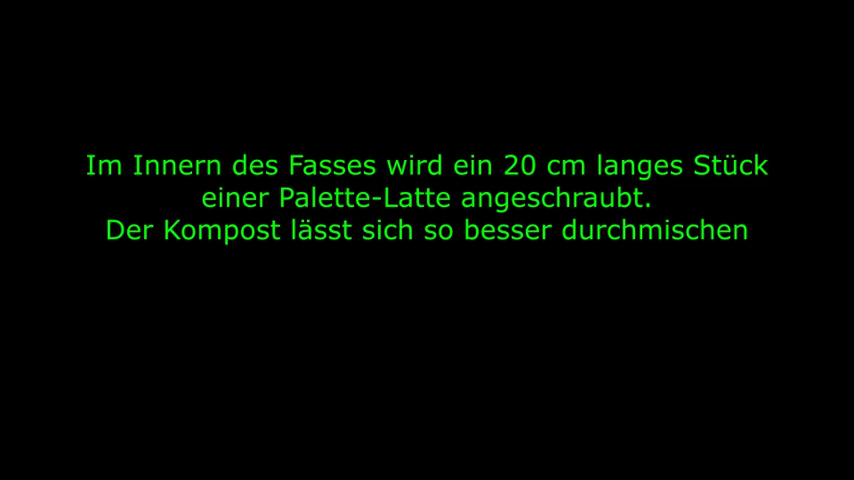 Im Innern des Fasses wird ein 20 cm langes Stück
einer Palette-Latte angeschraubt.
Der Kompost lässt sich so besser durchmischen